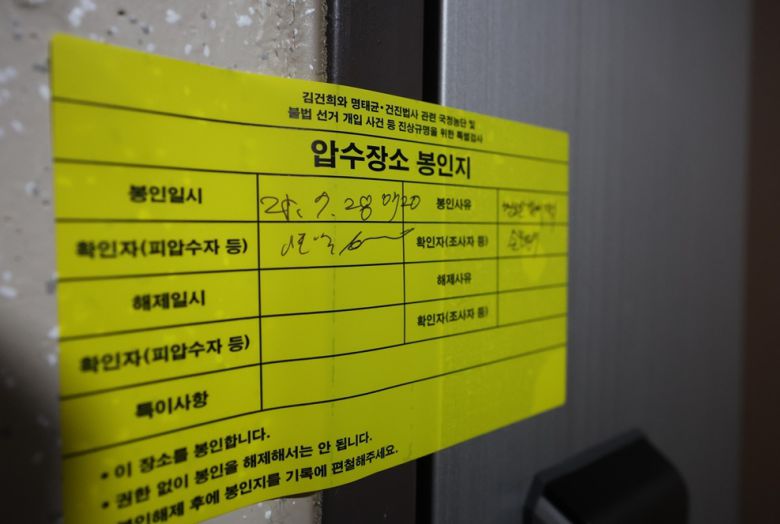 김건희와 명태균·건진법사 관련 국정농단 및
불법 선거 개입 사건 등 진상규명을 위한 특별검사
압수장소 봉인지
봉인일시 25. 7. 28 07:20 봉인사유
확인자(피압수자 등) 확인자(조사자 등)
해제일시 해제사유
확인자(피압수자 등) 확인자(조사자 등)
특이사항
• 이 장소를 봉인합니다.
• 권한 없이 봉인을 해제해서는 안 됩니다.
봉인해제 후에 봉인지를 기록에 편철해주세요.